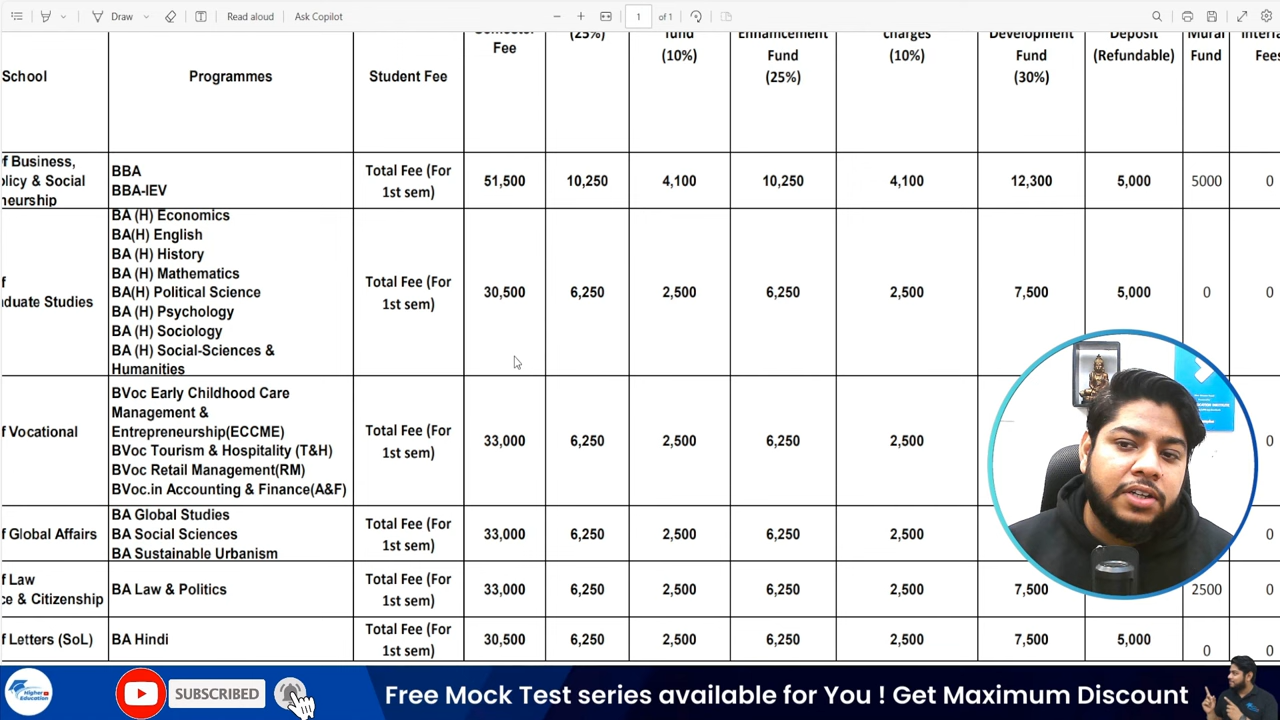 Draw
Read aloud
Ask Copilot
1
of 1
Fee
(25%)
fund
(10%)
Enhancement
Fund
(25%)
charges
(10%)
Development
Fund
(30%)
Deposit
(Refundable)
Mural
Fund
Fees
School
Programmes
Student Fee
f Business,
olicy & Social
neurship
BBA
BBA-IEV
Total Fee (For
1st sem)
51,500
10,250
4,100
10,250
4,100
12,300
5,000
5000
0
f
duate Studies
BA (H) Economics
BA(H) English
BA (H) History
BA (H) Mathematics
BA(H) Political Science
BA (H) Psychology
BA (H) Sociology
BA (H) Social-Sciences &
Humanities
Total Fee (For
1st sem)
30,500
6,250
2,500
6,250
2,500
7,500
5,000
0
0
f Vocational
BVoc Early Childhood Care
Management &
Entrepreneurship(ECCME)
BVoc Tourism & Hospitality (T&H)
BVoc Retail Management(RM)
BVoc.in Accounting & Finance(A&F)
Total Fee (For
1st sem)
33,000
6,250
2,500
6,250
2,500
0
f Global Affairs
BA Global Studies
BA Social Sciences
BA Sustainable Urbanism
Total Fee (For
1st sem)
33,000
6,250
2,500
6,250
2,500
0
f Law
ce & Citizenship
BA Law & Politics
Total Fee (For
1st sem)
33,000
6,250
2,500
6,250
2,500
7,500
2500
0
f Letters (SoL)
BA Hindi
Total Fee (For
1st sem)
30,500
6,250
2,500
6,250
2,500
7,500
5,000
0
0
Higher
Education
SUBSCRIBED
Free Mock Test series available for You ! Get Maximum Discount